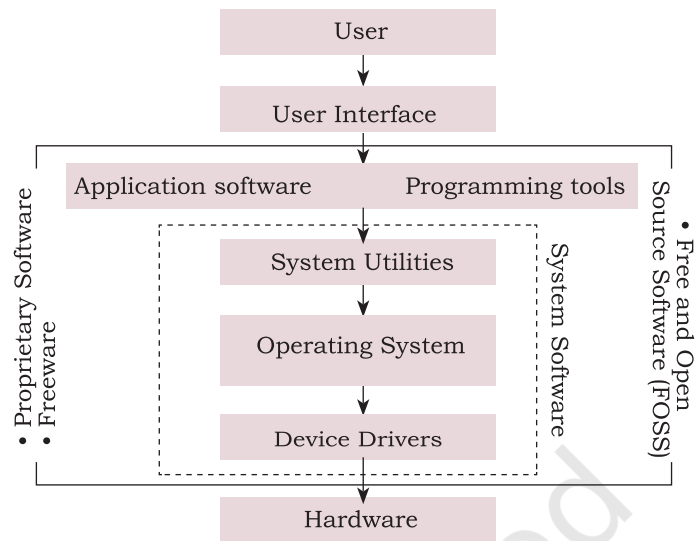 User
User Interface
Application software Programming tools
System Utilities
Operating System
Device Drivers
Hardware
• Proprietary Software
• Freeware
System Software
• Free and Open
Source Software (FOSS)